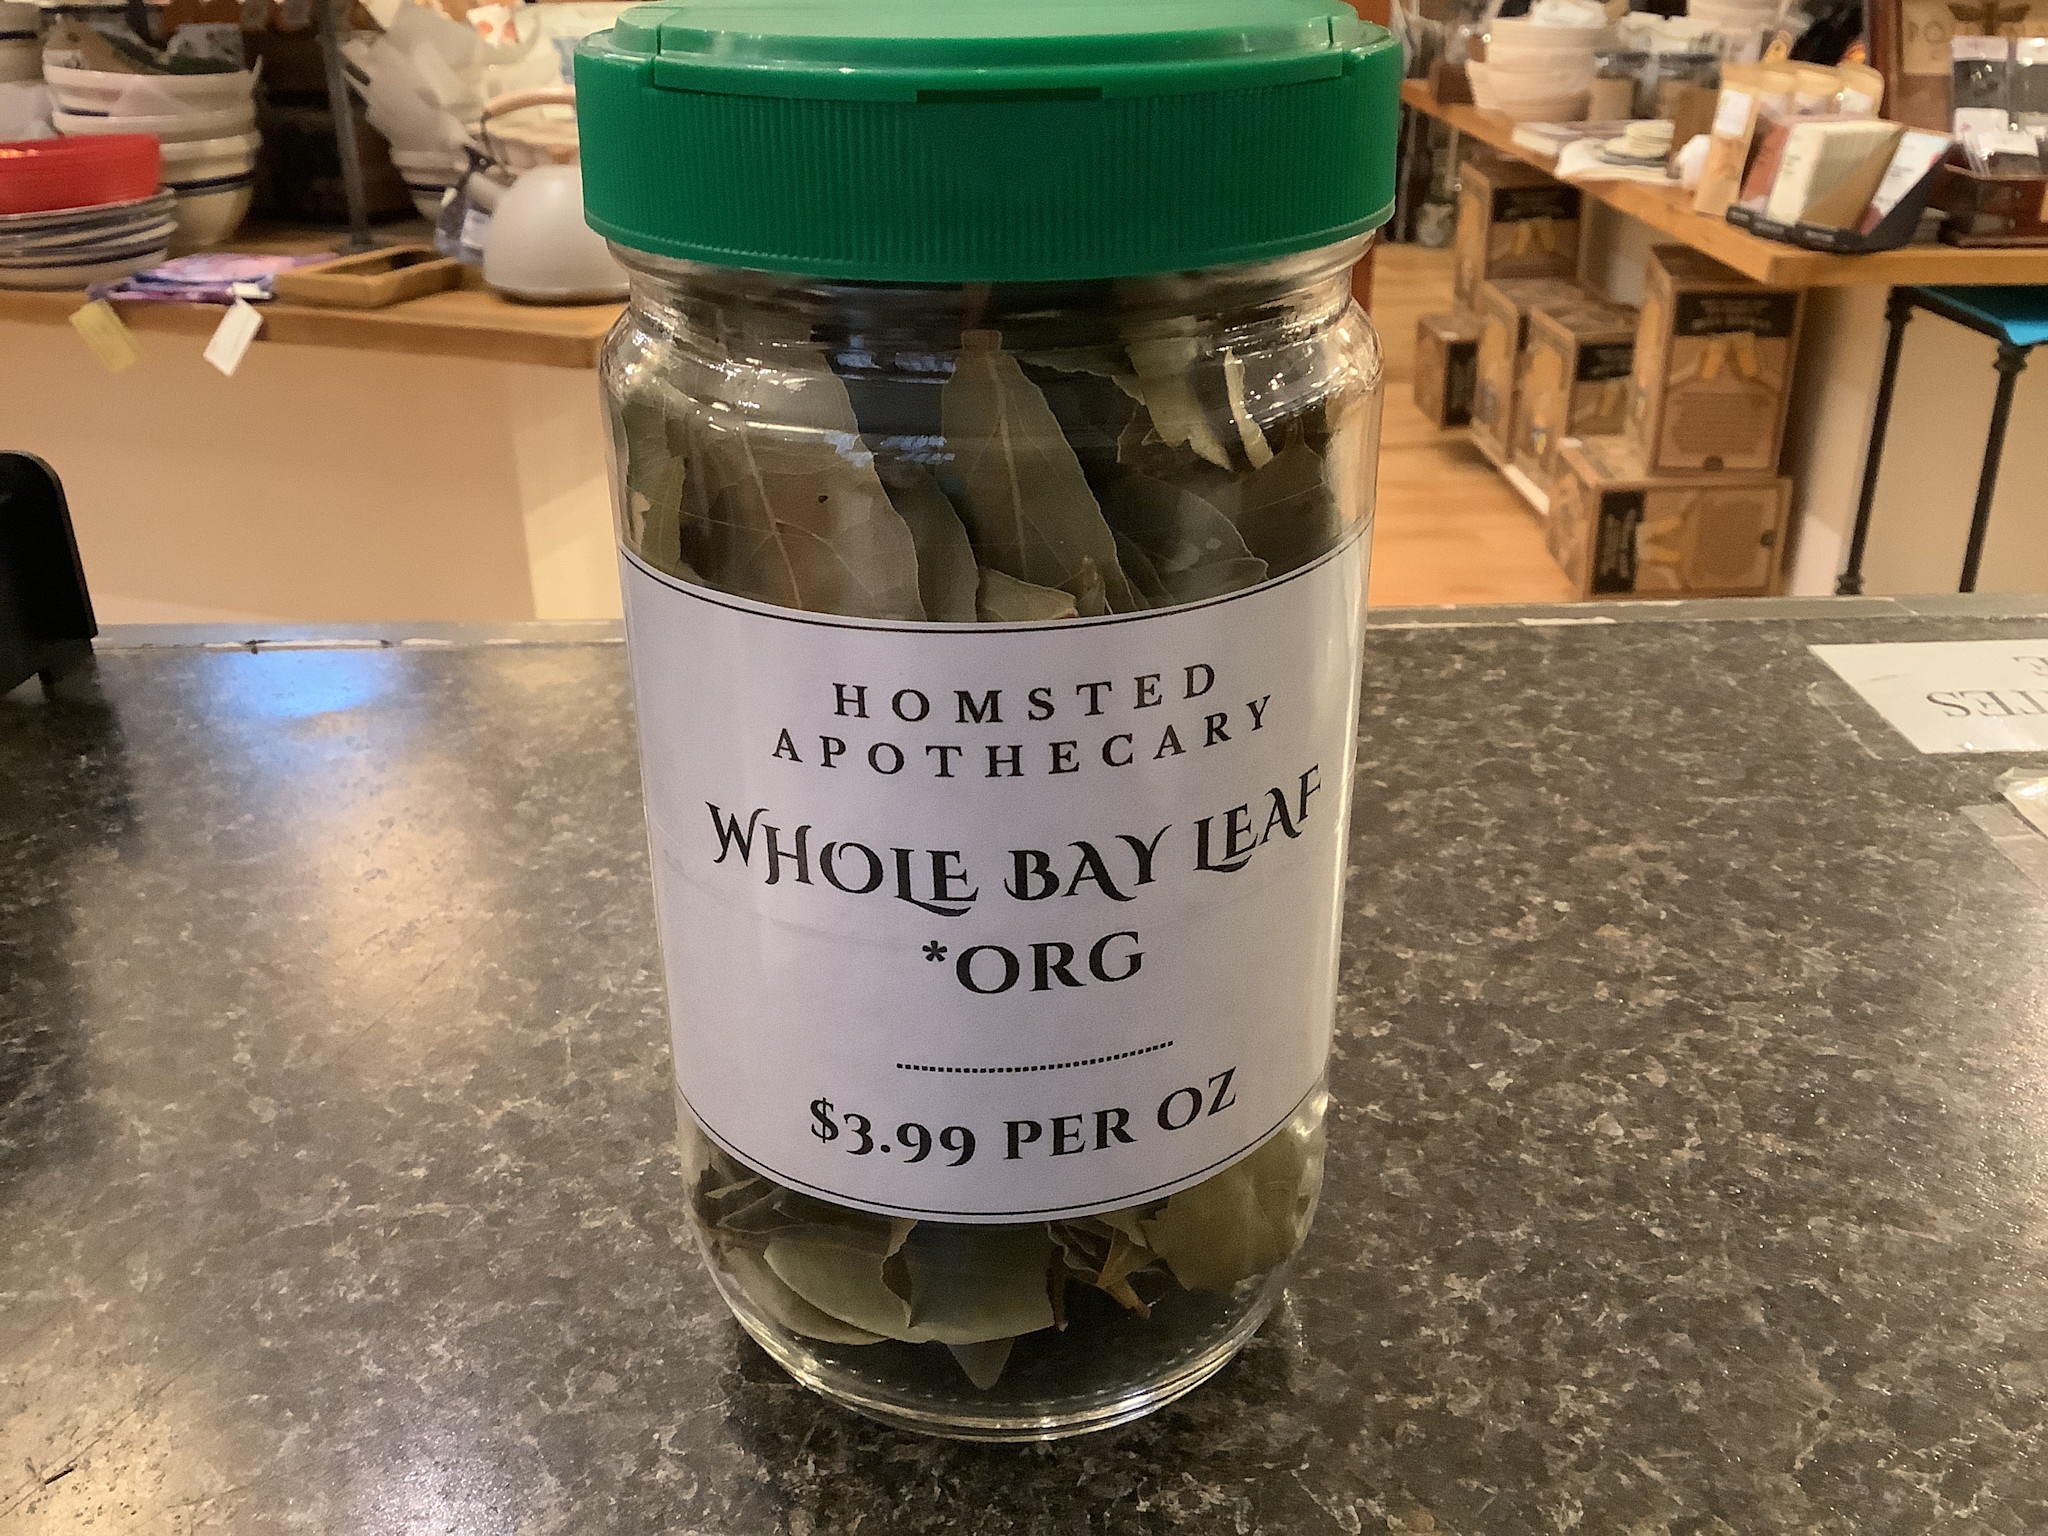 HOMSTED
APOTHECARY
WHOLE BAY LEAF
*ORG
$3.99 PER OZ